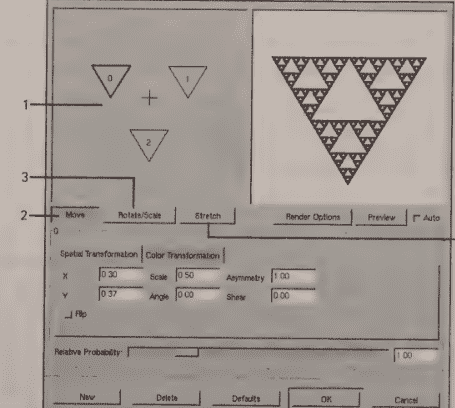 0
1
1
2
3
2
Move Rotate/Scale Stretch Render Options Preview Auto
Spatial Transformation Color Transformation
X 0.30 Scale 0.50 Asymmetry 1.00
Y 0.37 Angle 0.00 Shear 0.00
Flip
Relative Probability: 1.00
New Delete Defaults OK Cancel